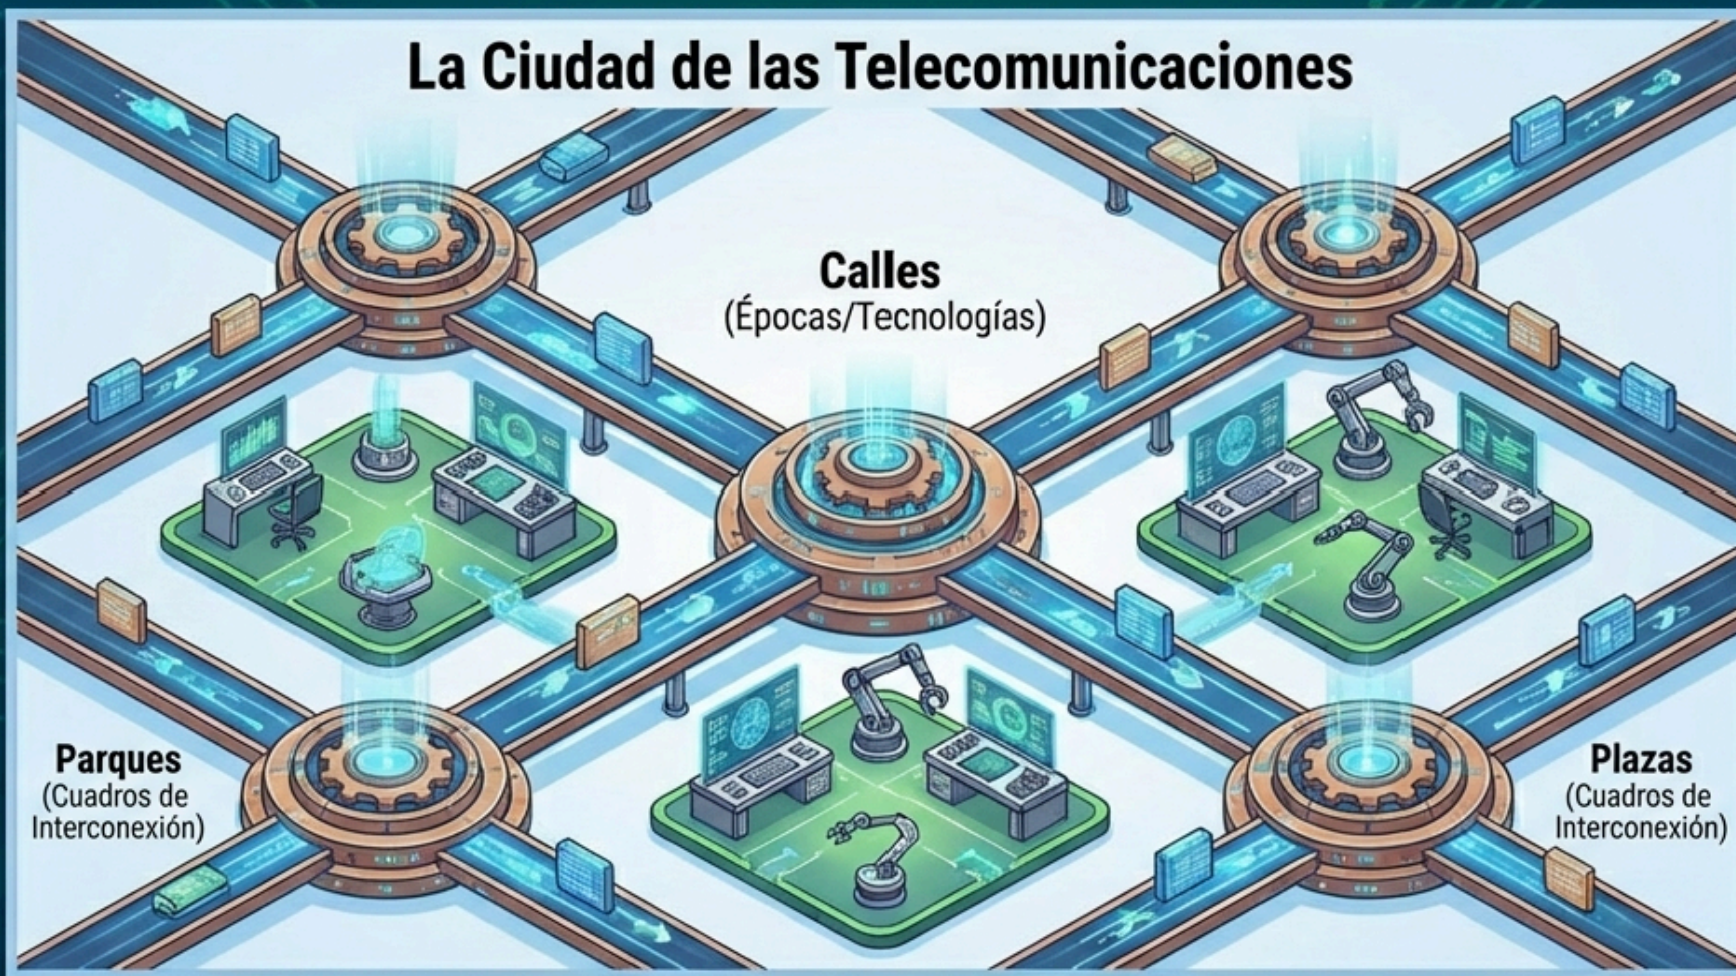 La Ciudad de las Telecomunicaciones
Calles
(Épocas/Tecnologías)
Parques
(Cuadros de
Interconexión)
Plazas
(Cuadros de
Interconexión)